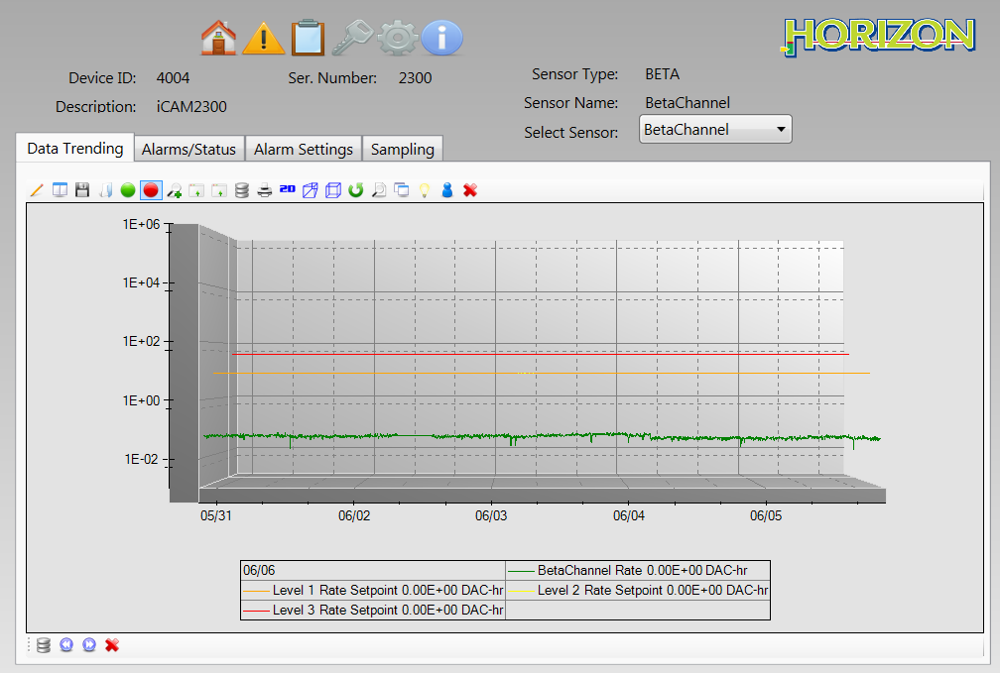 HORIZON
Device ID: 4004 Ser. Number: 2300 Sensor Type: BETA
Description: iCAM2300 Sensor Name: BetaChannel
Select Sensor: BetaChannel
Data Trending Alarms/Status Alarm Settings Sampling
2D
1E+06
1E+04
1E+02
1E+00
1E-02
05/31 06/02 06/03 06/04 06/05
06/06 BetaChannel Rate 0.00E+00 DAC-hr
Level 1 Rate Setpoint 0.00E+00 DAC-hr Level 2 Rate Setpoint 0.00E+00 DAC-hr
Level 3 Rate Setpoint 0.00E+00 DAC-hr